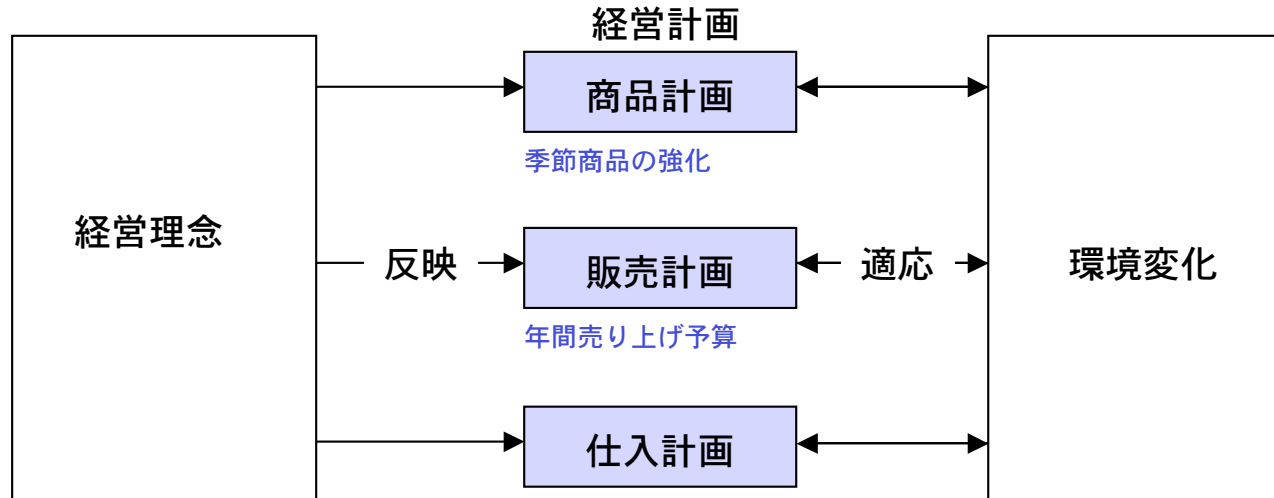 経営計画
商品計画
季節商品の強化
経営理念
反映
販売計画
適応
環境変化
年間売り上げ予算
仕入計画